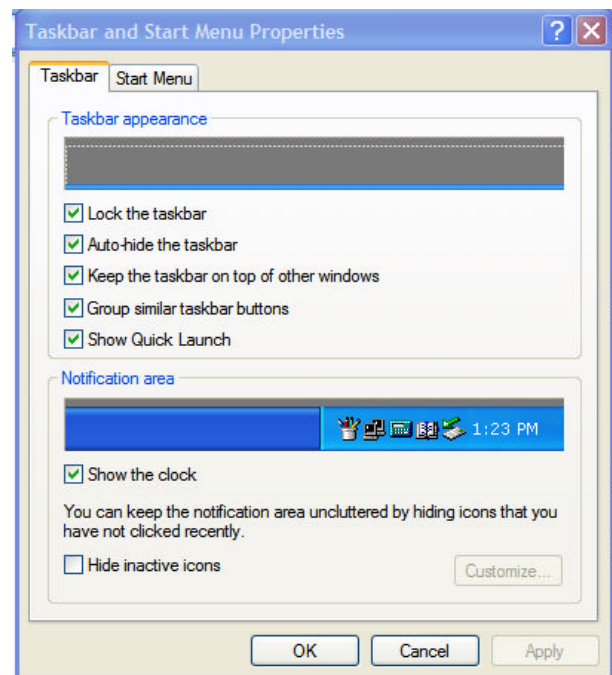 Taskbar and Start Menu Properties
Taskbar
Start Menu
Taskbar appearance
Lock the taskbar
Auto-hide the taskbar
Keep the taskbar on top of other windows
Group similar taskbar buttons
Show Quick Launch
Notification area
1:23 PM
Show the clock
You can keep the notification area uncluttered by hiding icons that you
have not clicked recently.
Hide inactive icons
Customize...
OK
Cancel
Apply